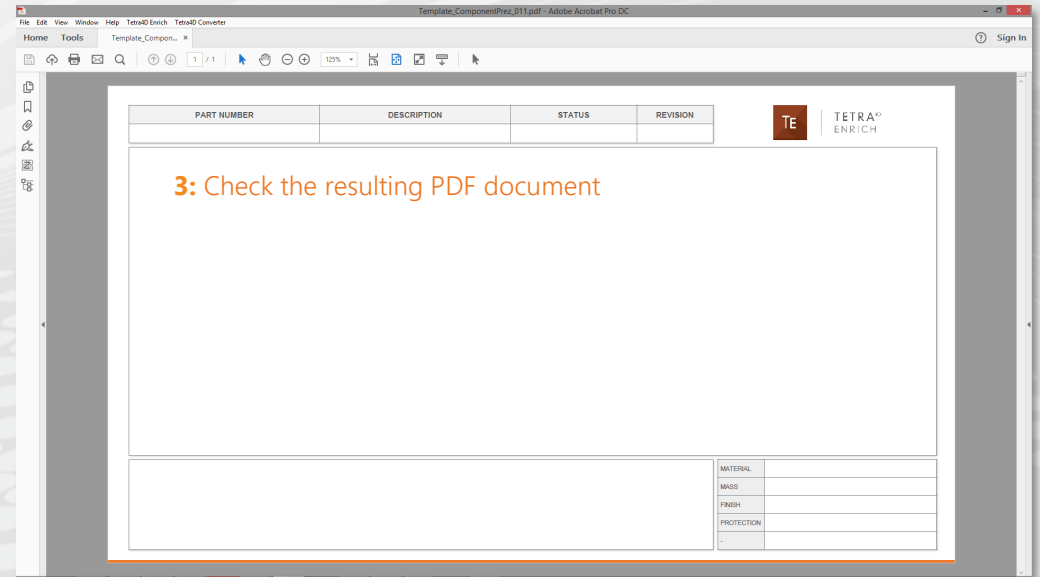 Template_ComponentPrez_011.pdf - Adobe Acrobat Pro DC
File Edit View Window Help Tetra4D Enrich Tetra4D Converter
Home Tools Template_Compon... × Sign In
1 / 1 125%
PART NUMBER DESCRIPTION STATUS REVISION
TE TETRA4D
ENRICH
3: Check the resulting PDF document
MATERIAL
MASS
FINISH
PROTECTION
-